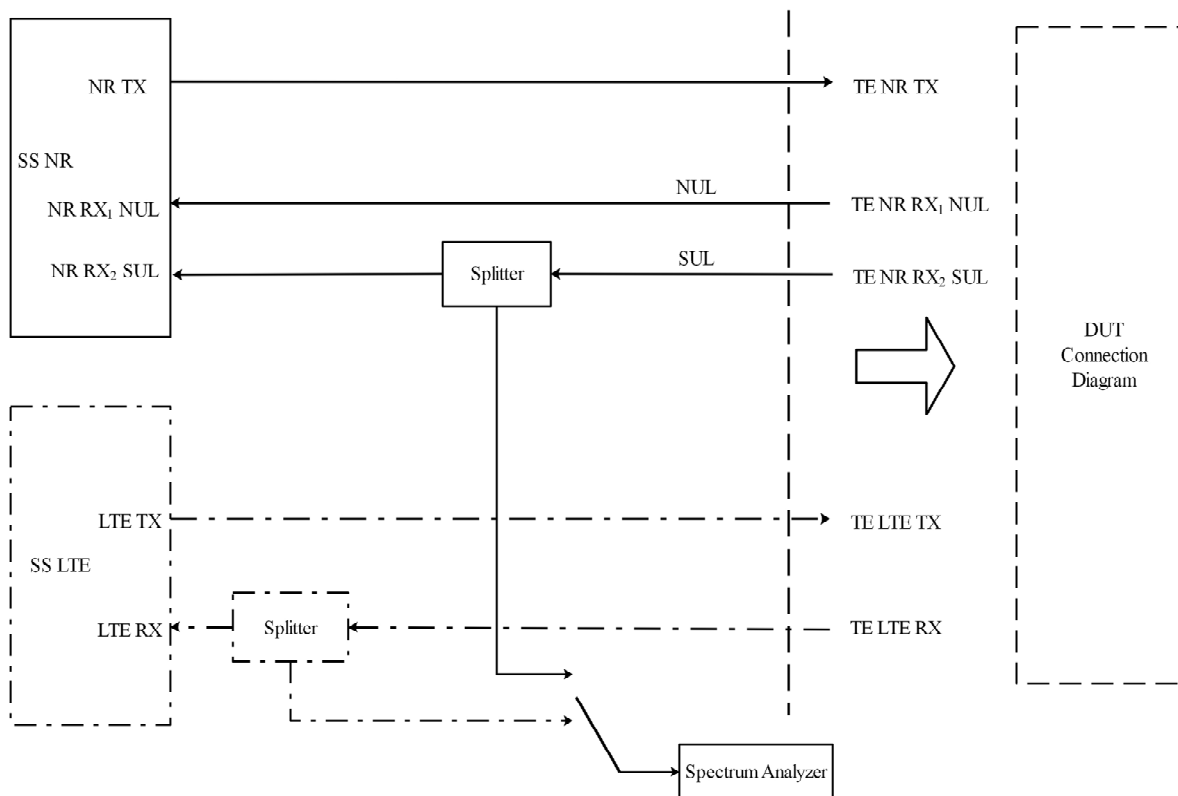 NR TX
TE NR TX
SS NR
NUL
NR RX₁ NUL
TE NR RX₁ NUL
SUL
NR RX₂ SUL
Splitter
TE NR RX₂ SUL
DUT
Connection
Diagram
LTE TX
TE LTE TX
SS LTE
LTE RX
Splitter
TE LTE RX
Spectrum Analyzer